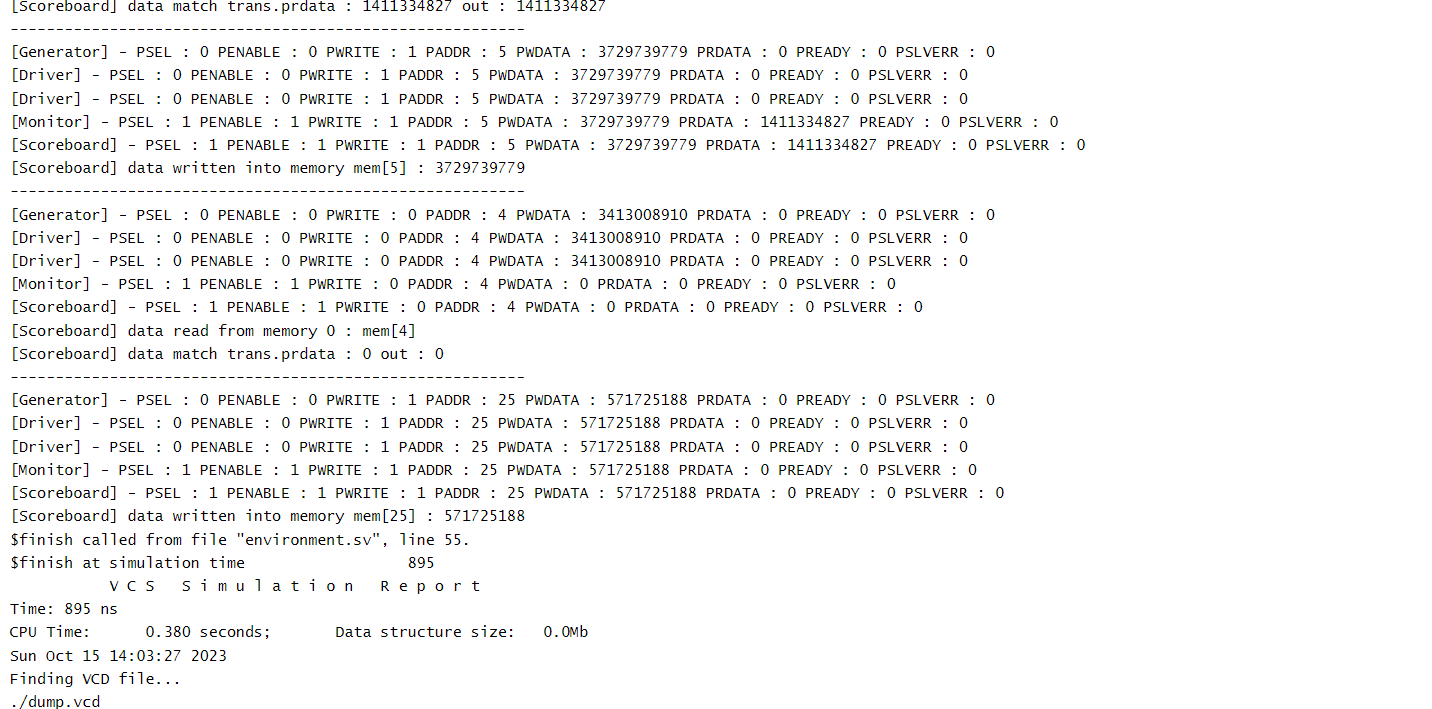 [Scoreboard] data match trans.prdata : 1411334827 out : 1411334827
---------------------------------------------------------
[Generator] - PSEL : 0 PENABLE : 0 PWRITE : 1 PADDR : 5 PWDATA : 3729739779 PRDATA : 0 PREADY : 0 PSLVERR : 0
[Driver] - PSEL : 0 PENABLE : 0 PWRITE : 1 PADDR : 5 PWDATA : 3729739779 PRDATA : 0 PREADY : 0 PSLVERR : 0
[Driver] - PSEL : 0 PENABLE : 0 PWRITE : 1 PADDR : 5 PWDATA : 3729739779 PRDATA : 0 PREADY : 0 PSLVERR : 0
[Monitor] - PSEL : 1 PENABLE : 1 PWRITE : 1 PADDR : 5 PWDATA : 3729739779 PRDATA : 1411334827 PREADY : 0 PSLVERR : 0
[Scoreboard] - PSEL : 1 PENABLE : 1 PWRITE : 1 PADDR : 5 PWDATA : 3729739779 PRDATA : 1411334827 PREADY : 0 PSLVERR : 0
[Scoreboard] data written into memory mem[5] : 3729739779
---------------------------------------------------------
[Generator] - PSEL : 0 PENABLE : 0 PWRITE : 0 PADDR : 4 PWDATA : 3413008910 PRDATA : 0 PREADY : 0 PSLVERR : 0
[Driver] - PSEL : 0 PENABLE : 0 PWRITE : 0 PADDR : 4 PWDATA : 3413008910 PRDATA : 0 PREADY : 0 PSLVERR : 0
[Driver] - PSEL : 0 PENABLE : 0 PWRITE : 0 PADDR : 4 PWDATA : 3413008910 PRDATA : 0 PREADY : 0 PSLVERR : 0
[Monitor] - PSEL : 1 PENABLE : 1 PWRITE : 0 PADDR : 4 PWDATA : 0 PRDATA : 0 PREADY : 0 PSLVERR : 0
[Scoreboard] - PSEL : 1 PENABLE : 1 PWRITE : 0 PADDR : 4 PWDATA : 0 PRDATA : 0 PREADY : 0 PSLVERR : 0
[Scoreboard] data read from memory 0 : mem[4]
[Scoreboard] data match trans.prdata : 0 out : 0
---------------------------------------------------------
[Generator] - PSEL : 0 PENABLE : 0 PWRITE : 1 PADDR : 25 PWDATA : 571725188 PRDATA : 0 PREADY : 0 PSLVERR : 0
[Driver] - PSEL : 0 PENABLE : 0 PWRITE : 1 PADDR : 25 PWDATA : 571725188 PRDATA : 0 PREADY : 0 PSLVERR : 0
[Driver] - PSEL : 0 PENABLE : 0 PWRITE : 1 PADDR : 25 PWDATA : 571725188 PRDATA : 0 PREADY : 0 PSLVERR : 0
[Monitor] - PSEL : 1 PENABLE : 1 PWRITE : 1 PADDR : 25 PWDATA : 571725188 PRDATA : 0 PREADY : 0 PSLVERR : 0
[Scoreboard] - PSEL : 1 PENABLE : 1 PWRITE : 1 PADDR : 25 PWDATA : 571725188 PRDATA : 0 PREADY : 0 PSLVERR : 0
[Scoreboard] data written into memory mem[25] : 571725188
$finish called from file "environment.sv", line 55.
$finish at simulation time                  895
           V C S   S i m u l a t i o n   R e p o r t
Time: 895 ns
CPU Time:      0.380 seconds;       Data structure size:   0.0Mb
Sun Oct 15 14:03:27 2023
Finding VCD file...
./dump.vcd